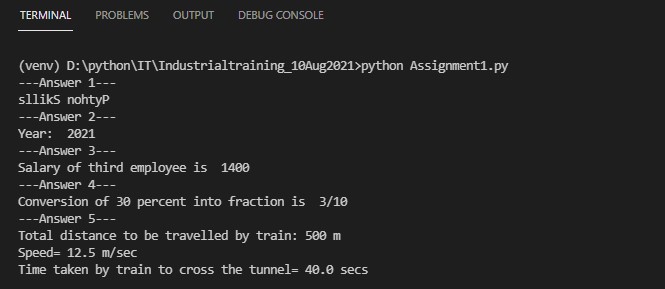 TERMINAL PROBLEMS OUTPUT DEBUG CONSOLE
(venv) D:\python\IT\Industrialtraining_10Aug2021>python Assignment1.py
---Answer 1---
sllikS nohtyP
---Answer 2---
Year:  2021
---Answer 3---
Salary of third employee is  1400
---Answer 4---
Conversion of 30 percent into fraction is  3/10
---Answer 5---
Total distance to be travelled by train: 500 m
Speed= 12.5 m/sec
Time taken by train to cross the tunnel= 40.0 secs